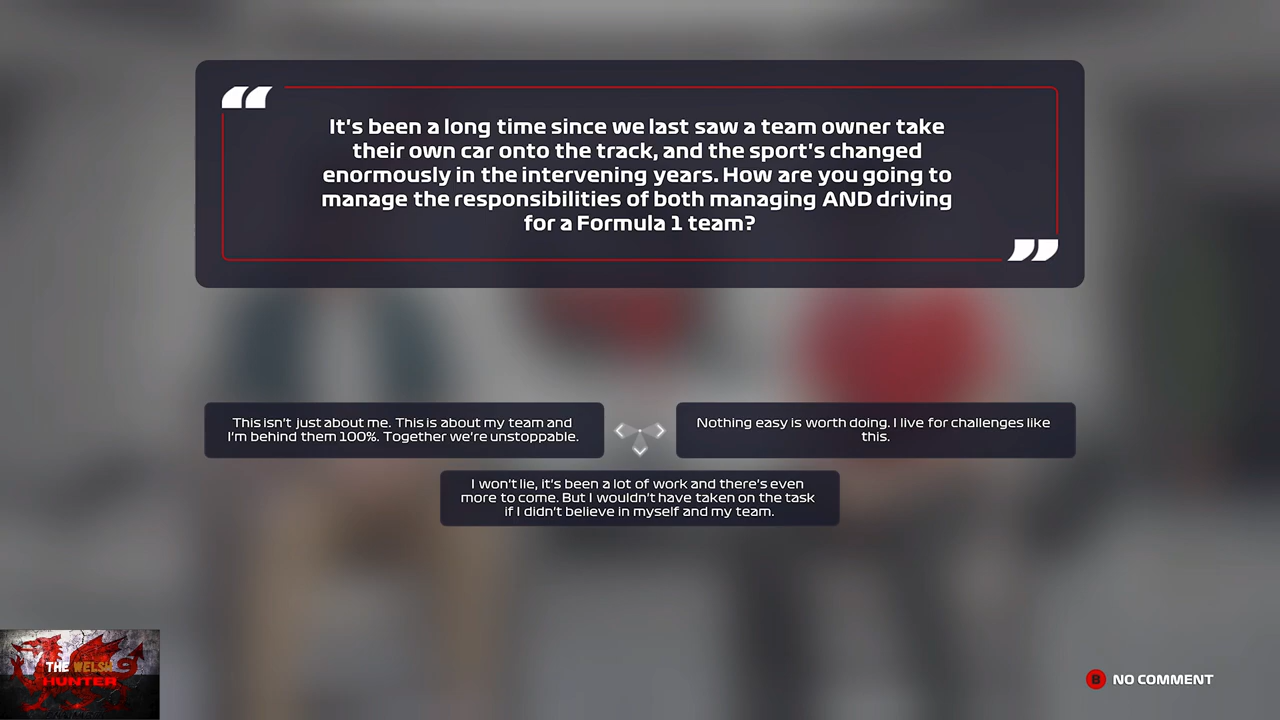 It's been a long time since we last saw a team owner take
their own car onto the track, and the sport's changed
enormously in the intervening years. How are you going to
manage the responsibilities of both managing AND driving
for a Formula 1 team?
This isn't just about me. This is about my team and
I'm behind them 100%. Together we're unstoppable.
Nothing easy is worth doing. I live for challenges like
this.
I won't lie, it's been a lot of work and there's even
more to come. But I wouldn't have taken on the task
if I didn't believe in myself and my team.
THE WELSH
HUNTER
B NO COMMENT